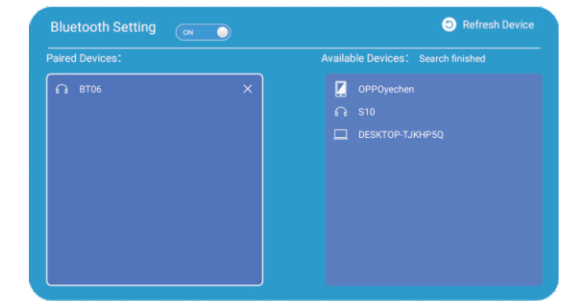 Bluetooth Setting ON Refresh Device
Paired Devices: Available Devices: Search finished
BT06
OPPOyechen
S10
DESKTOP-TJKHP5Q